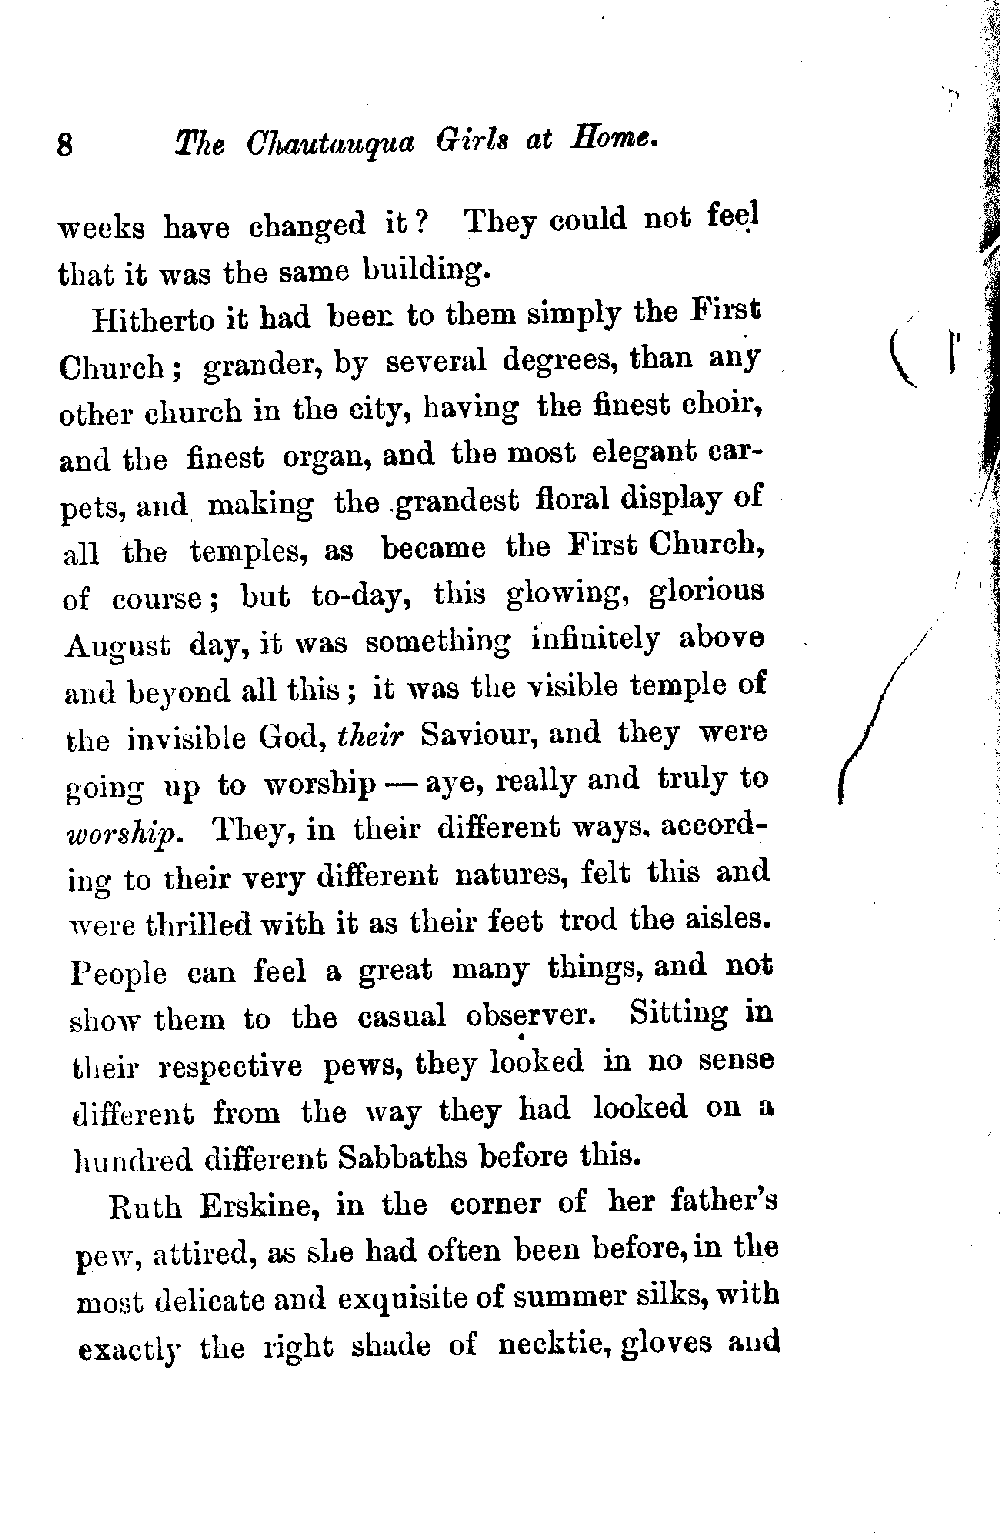 8 The Chautauqua Girls at Home.
weeks have changed it? They could not feel
that it was the same building.
Hitherto it had been to them simply the First
Church; grander, by several degrees, than any
other church in the city, having the finest choir,
and the finest organ, and the most elegant car-
pets, and making the grandest floral display of
all the temples, as became the First Church,
of course; but to-day, this glowing, glorious
August day, it was something infinitely above
and beyond all this; it was the visible temple of
the invisible God, their Saviour, and they were
going up to worship — aye, really and truly to
worship. They, in their different ways, accord-
ing to their very different natures, felt this and
were thrilled with it as their feet trod the aisles.
People can feel a great many things, and not
show them to the casual observer. Sitting in
their respective pews, they looked in no sense
different from the way they had looked on a
hundred different Sabbaths before this.
Ruth Erskine, in the corner of her father's
pew, attired, as she had often been before, in the
most delicate and exquisite of summer silks, with
exactly the right shade of necktie, gloves and